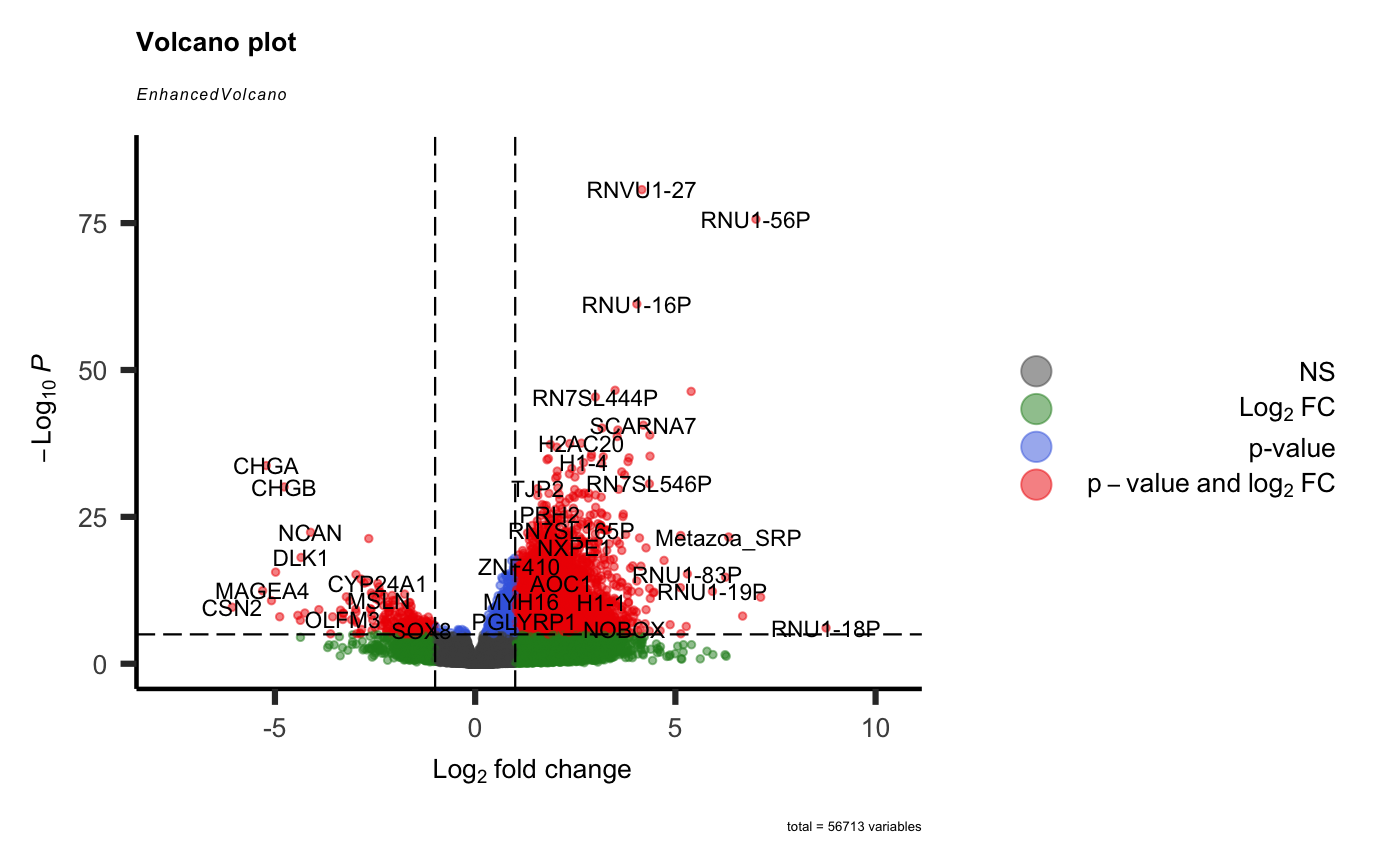 Volcano plot
EnhancedVolcano
−Log10 P
75
50
25
0
RNVU1-27
RNU1-56P
RNU1-16P
RN7SL444P
SCARNA7
H2AC20
H1-4
CHGA
CHGB
RN7SL546P
TJP2
PRH2
NCAN
RN7SL165P
Metazoa_SRP
NXPE1
DLK1
ZNF410
RNU1-83P
CYP24A1
AOC1
MAGEA4
RNU1-19P
MSLN
MYH16
H1-1
CSN2
OLFM3
PGLYRP1
SOX8
NOBOX
RNU1-18P
-5
0
5
10
Log2 fold change
NS
Log2 FC
p-value
p − value and log2 FC
total = 56713 variables